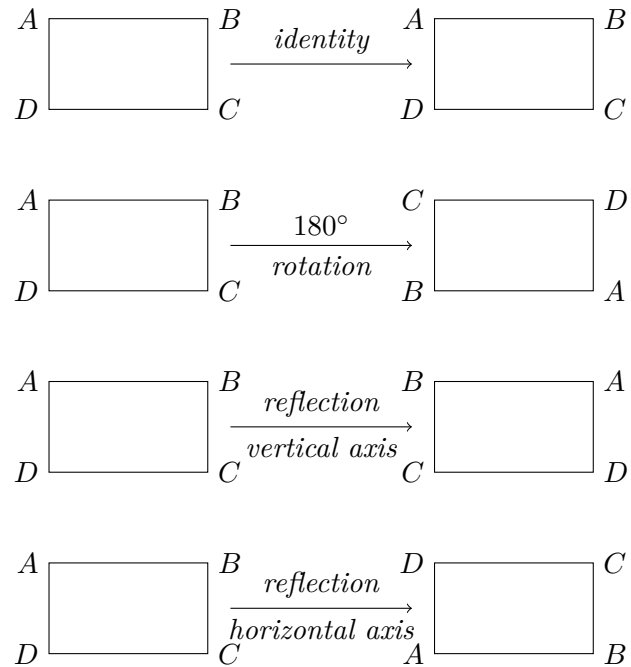 A B identity A B
D C D C
A B 180° C D
D C rotation B A
A B reflection B A
D C vertical axis C D
A B reflection D C
D C horizontal axis A B